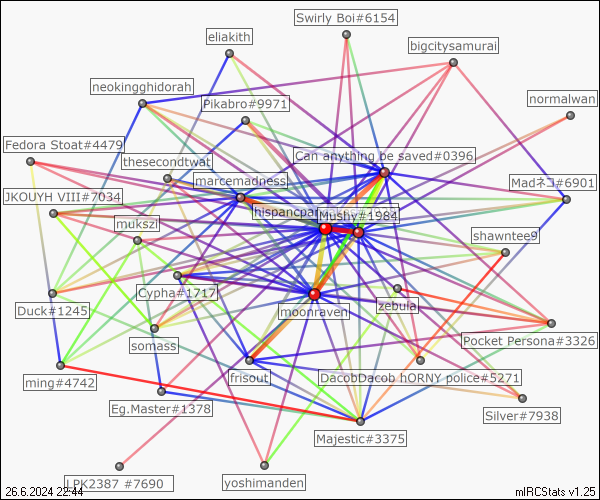 Swirly Boi#6154
eliakith
bigcitysamurai
neokingghidorah
Pikabro#9971
normalwan
Fedora Stoat#4479
thesecondtwat
Can anything be saved#0396
marcemadness
Madネコ#6901
JKOUYH VIII#7034
hispancpan
Mushy#1984
mukszi
shawntee9
Cypha#1717
zebula
Duck#1245
moonreven
somass
Pocket Persona#3326
ming#4742
frisout
DacobDacob
hORNY police#5271
Eg.Master#1378
Silver#7938
Majestic#3375
LPK2387 #7690
yoshimanden
26.6.2024 22:44
mIRCStats v1.25